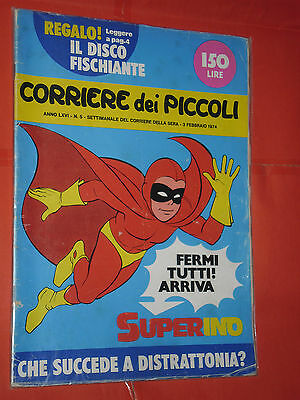 REGALO! Leggere
a pag.4
IL DISCO
FISCHIANTE
150
LIRE
CORRIERE dei PICCOLI
ANNO LXVI - N. 5 - SETTIMANALE DEL CORRIERE DELLA SERA - 3 FEBBRAIO 1974
FERMI
TUTTI!
ARRIVA
SUPERINO
CHE SUCCEDE A DISTRATTONIA?